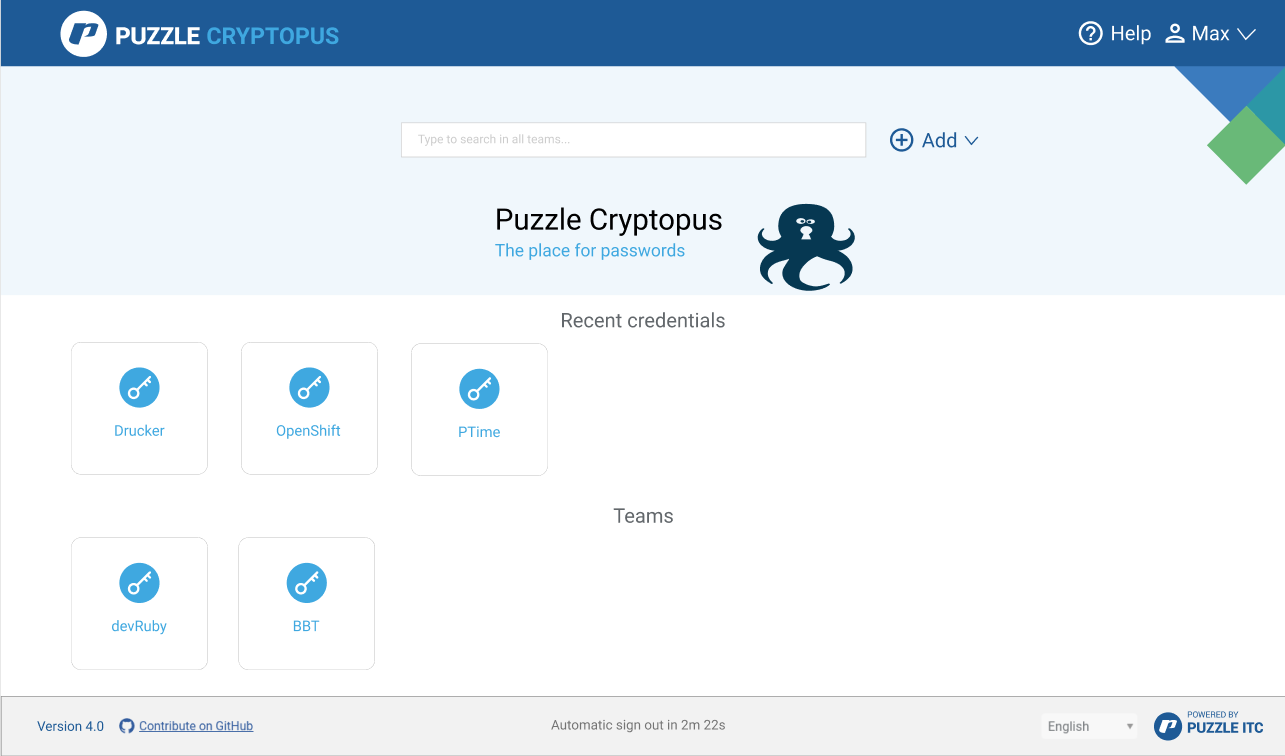 PUZZLE CRYPTOPUS
Help Max
Type to search in all teams...
Add
Puzzle Cryptopus
The place for passwords
Recent credentials
Drucker OpenShift PTime
Teams
devRuby BBT
Version 4.0 Contribute on GitHub Automatic sign out in 2m 22s English POWERED BY
PUZZLE ITC